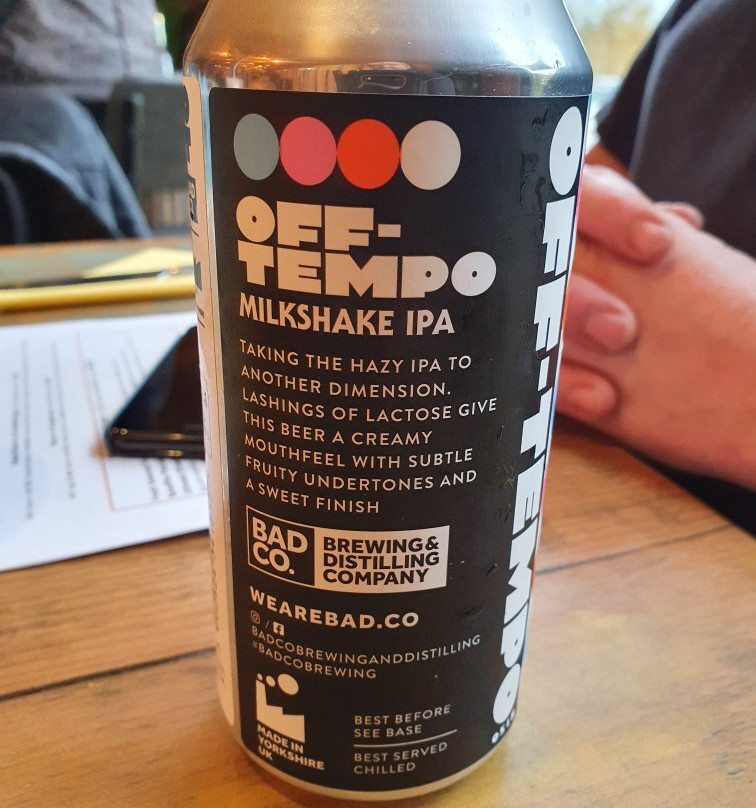 OFF-
TEMPO
MILKSHAKE IPA
TAKING THE HAZY IPA TO
ANOTHER DIMENSION.
LASHINGS OF LACTOSE GIVE
THIS BEER A CREAMY
MOUTHFEEL WITH SUBTLE
FRUITY UNDERTONES AND
A SWEET FINISH
BAD
CO.
BREWING&
DISTILLING
COMPANY
WEAREBAD.CO
/
BADCOBREWINGANDDISTILLING
#BADCOBREWING
MADE IN
YORKSHIRE
UK
BEST BEFORE
SEE BASE
BEST SERVED
CHILLED
OFF-TEMPO